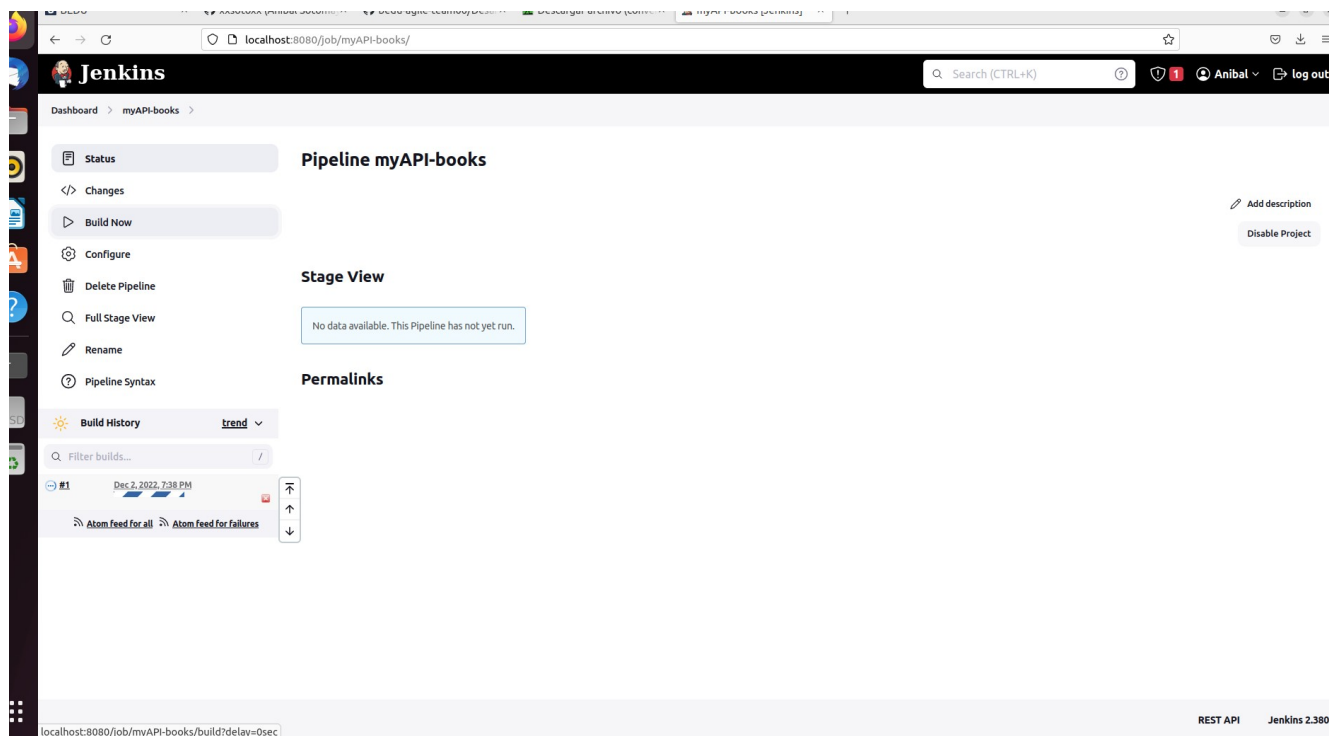 localhost:8080/job/myAPI-books/
Jenkins
Search (CTRL+K)
1
Anibal
log out
Dashboard > myAPI-books >
Status
Pipeline myAPI-books
</> Changes
Add description
Build Now
Disable Project
Configure
Stage View
Delete Pipeline
Full Stage View
No data available. This Pipeline has not yet run.
Rename
Permalinks
Pipeline Syntax
Build History
trend
Filter builds...
/
#1
Dec 2, 2022, 7:38 PM
Atom feed for all
Atom feed for failures
REST API
Jenkins 2.380
localhost:8080/job/myAPI-books/build?delay=0sec